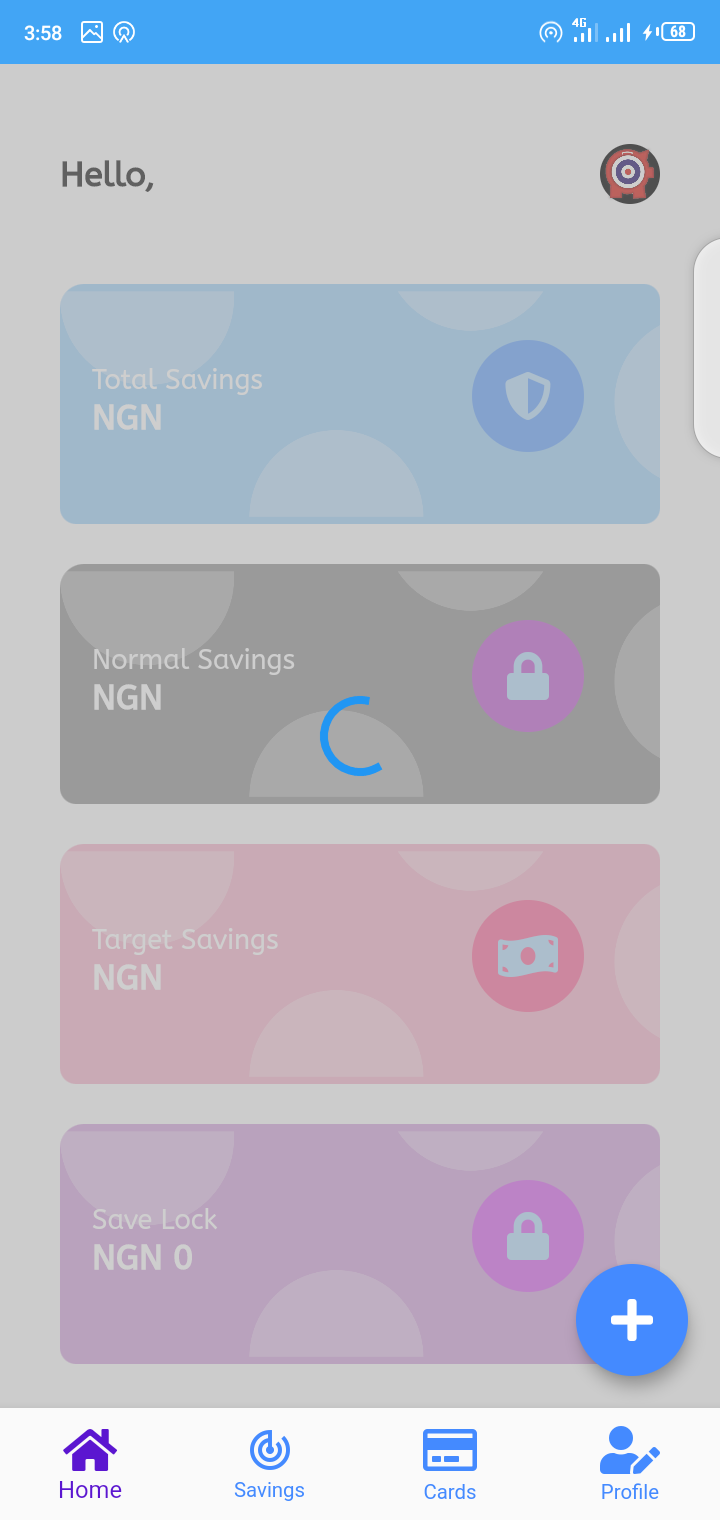 3:58
4G
68
Hello,
Total Savings
NGN
Normal Savings
NGN
Target Savings
NGN
Save Lock
NGN 0
Home
Savings
Cards
Profile